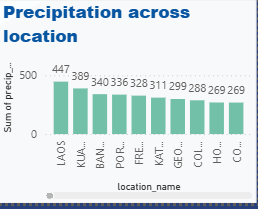 Precipitation across
location
447 389 340 336 328 311 299 288 269 269
500
0
Sum of precip_...
LAOS KUA... BAN... POR... FRE... KAT... GEO... COL... HO... CO...
location_name